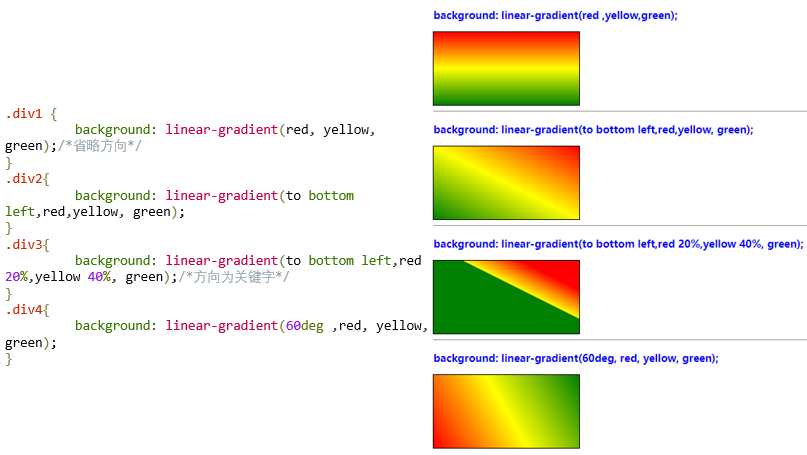 .div1 {
background: linear-gradient(red, yellow,
green);/*省略方向*/
}
.div2{
background: linear-gradient(to bottom
left,red,yellow, green);
}
.div3{
background: linear-gradient(to bottom left,red
20%,yellow 40%, green);/*方向为关键字*/
}
.div4{
background: linear-gradient(60deg ,red, yellow,
green);
}
background: linear-gradient(red ,yellow,green);
background: linear-gradient(to bottom left,red,yellow, green);
background: linear-gradient(to bottom left,red 20%,yellow 40%, green);
background: linear-gradient(60deg, red, yellow, green);